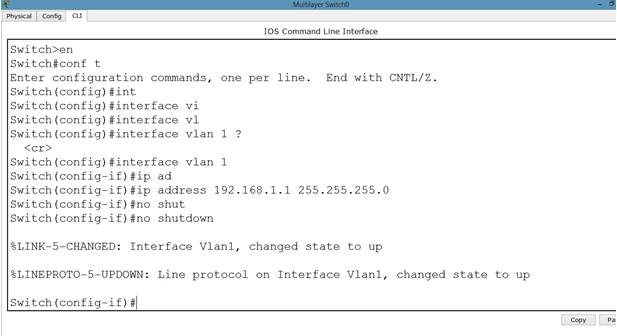 Multilayer Switch0
Physical Config CLI
IOS Command Line Interface
Switch>en
Switch#conf t
Enter configuration commands, one per line.  End with CNTL/Z.
Switch(config)#int
Switch(config)#interface vi
Switch(config)#interface vl
Switch(config)#interface vlan 1 ?
  <cr>
Switch(config)#interface vlan 1
Switch(config-if)#ip ad
Switch(config-if)#ip address 192.168.1.1 255.255.255.0
Switch(config-if)#no shut
Switch(config-if)#no shutdown
%LINK-5-CHANGED: Interface Vlan1, changed state to up
%LINEPROTO-5-UPDOWN: Line protocol on Interface Vlan1, changed state to up
Switch(config-if)#
Copy Pa